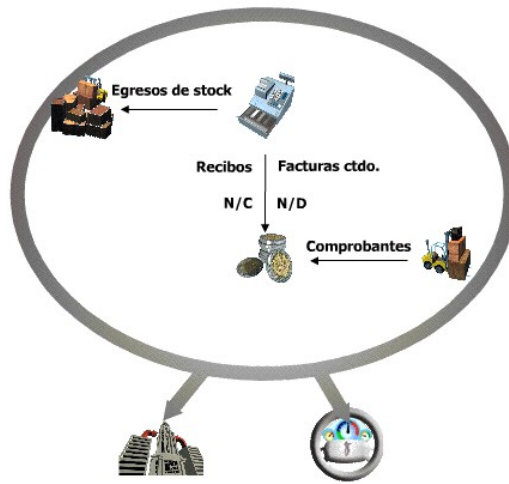 Egresos de stock
Recibos
Facturas ctdo.
N/C
N/D
Comprobantes